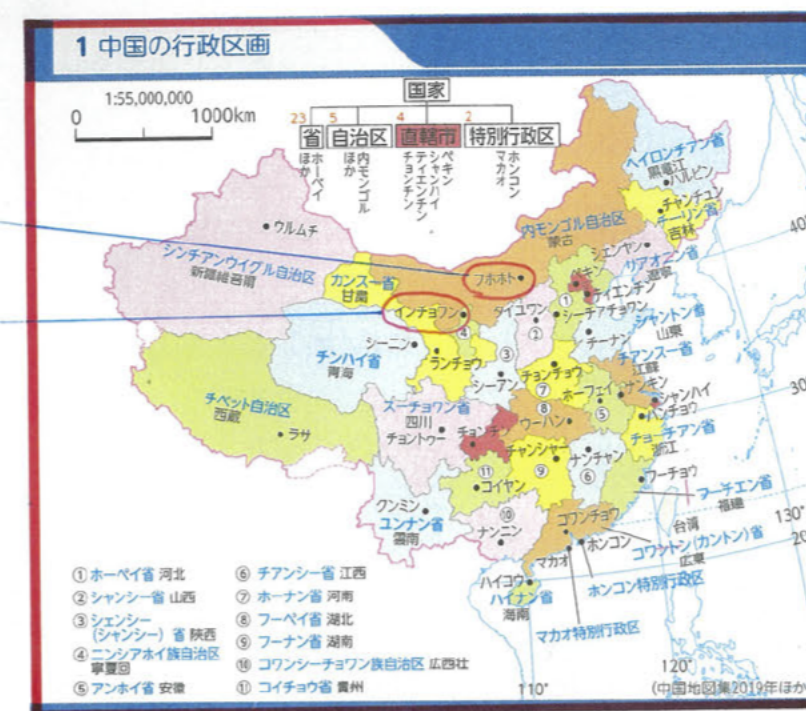 1 中国の行政区画
1:55,000,000
0 1000km
国家
23 5 4 2
省 自治区 直轄市 特別行政区
ホーペイ
ほか
内モンゴル
ほか
ペキン
シャンハイ
テイエンチン
チョンチン
ホンコン
マカオ
ヘイロンチアン省
黒竜江
ハルビン
チャンチュン
チーリン省
吉林
内モンゴル自治区
蒙古
シェンヤン
リアオニン省
遼寧
ウルムチ
シンチアンウイグル自治区
新疆維吾爾
カンスー省
甘粛
フホホト
ペキン
①
テイエンチン
インチョワン
④
タイユワン
②
シーチアチョワン
シャントン省
山東
チーナン
シーニン
ランチョウ
チンハイ省
青海
③
シーアン
チョンチョウ
⑦
チアンスー省
江蘇
ナンキン
ホーフェイ
⑤
シャンハイ
チベット自治区
西蔵
ラサ
スーチョワン省
四川
チョントゥー
チョンチン
⑧
ウーハン
ハンチョウ
チョーチアン省
浙江
チャンシャー
⑨
ナンチャン
⑥
⑪
コイヤン
フーチョウ
フーチエン省
福建
クンミン
ユンナン省
雲南
⑩
ナンニン
コワンチョウ
台湾
コワントン(カントン)省
広東
マカオ
ホンコン
ホンコン特別行政区
マカオ特別行政区
ハイコウ
ハイナン省
海南
40°
30°
130°
20
120°
110°
① ホーペイ省 河北
② シャンシー省 山西
③ シェンシー
(シャンシー)省 陝西
④ ニンシアホイ族自治区
寧夏回
⑤ アンホイ省 安徽
⑥ チアンシー省 江西
⑦ ホーナン省 河南
⑧ フーペイ省 湖北
⑨ フーナン省 湖南
⑩ コワンシーチョワン族自治区 広西壮
⑪ コイチョウ省 貴州
(中国地図集2019年ほか